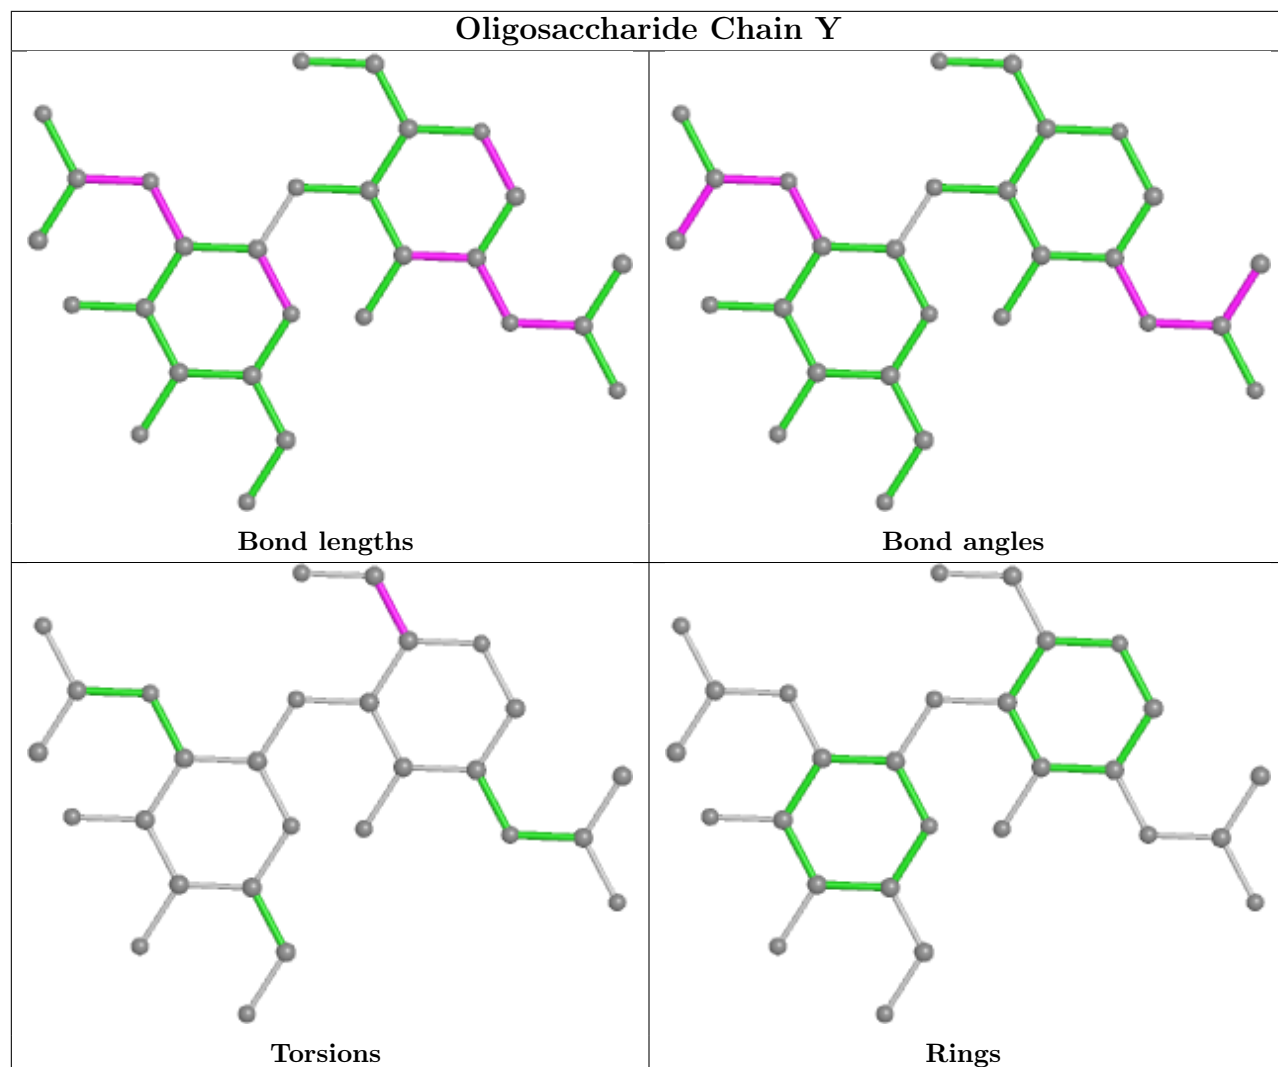 Oligosaccharide Chain Y
Bond lengths
Bond angles
Torsions
Rings